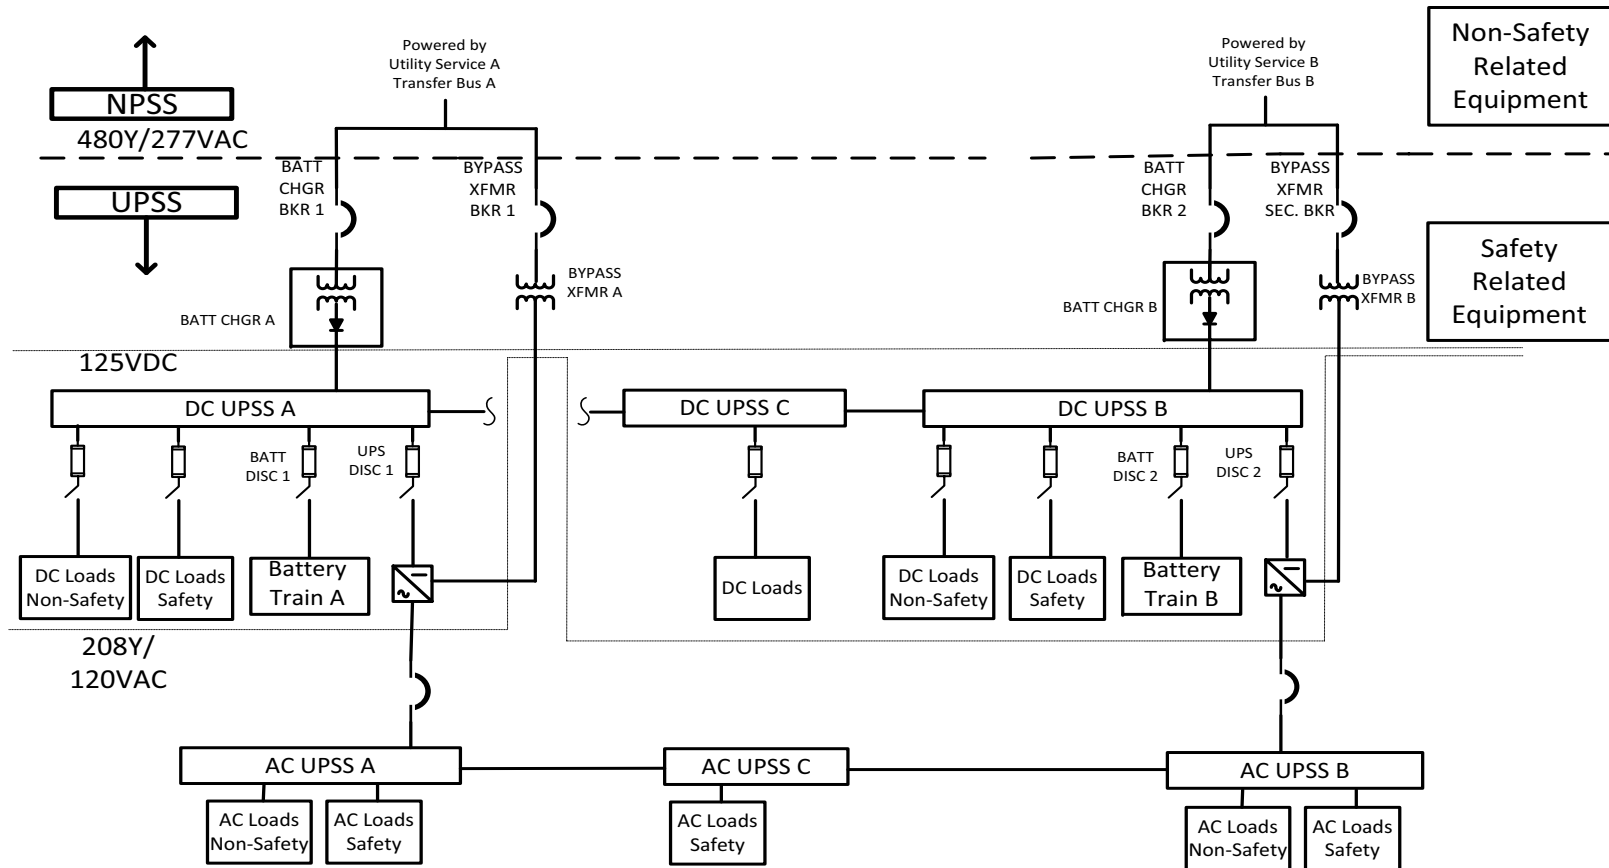 Powered by
Utility Service A
Transfer Bus A
Powered by
Utility Service B
Transfer Bus B
Non-Safety
Related
Equipment
NPSS
480Y/277VAC
UPSS
BATT
CHGR
BKR 1
BYPASS
XFMR
BKR 1
BATT
CHGR
BKR 2
BYPASS
XFMR
SEC. BKR
Safety
Related
Equipment
BATT CHGR A
BYPASS
XFMR A
BATT CHGR B
BYPASS
XFMR B
125VDC
DC UPSS A
DC UPSS C
DC UPSS B
BATT
DISC 1
UPS
DISC 1
BATT
DISC 2
UPS
DISC 2
DC Loads
Non-Safety
DC Loads
Safety
Battery
Train A
DC Loads
DC Loads
Non-Safety
DC Loads
Safety
Battery
Train B
208Y/
120VAC
AC UPSS A
AC UPSS C
AC UPSS B
AC Loads
Non-Safety
AC Loads
Safety
AC Loads
Safety
AC Loads
Non-Safety
AC Loads
Safety